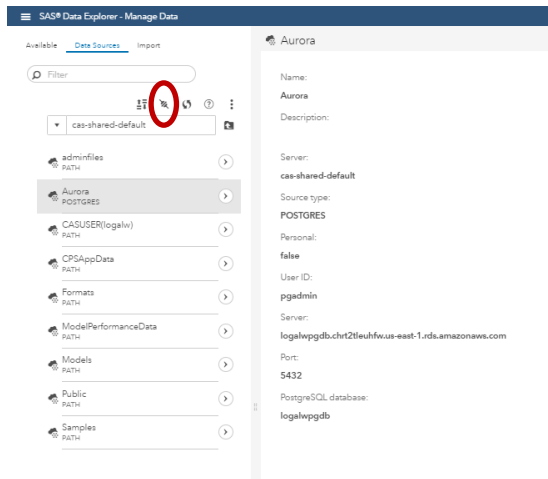 SAS® Data Explorer - Manage Data
Available Data Sources Import
Filter
cas-shared-default
adminfiles
PATH
Aurora
POSTGRES
CASUSER(logalw)
PATH
CPSAppData
PATH
Formats
PATH
ModelPerformanceData
PATH
Models
PATH
Public
PATH
Samples
PATH
Aurora
Name:
Aurora
Description:
Server:
cas-shared-default
Source type:
POSTGRES
Personal:
false
User ID:
pgadmin
Server:
logalwpgdb.chrt2tleuhfw.us-east-1.rds.amazonaws.com
Port:
5432
PostgreSQL database:
logalwpgdb